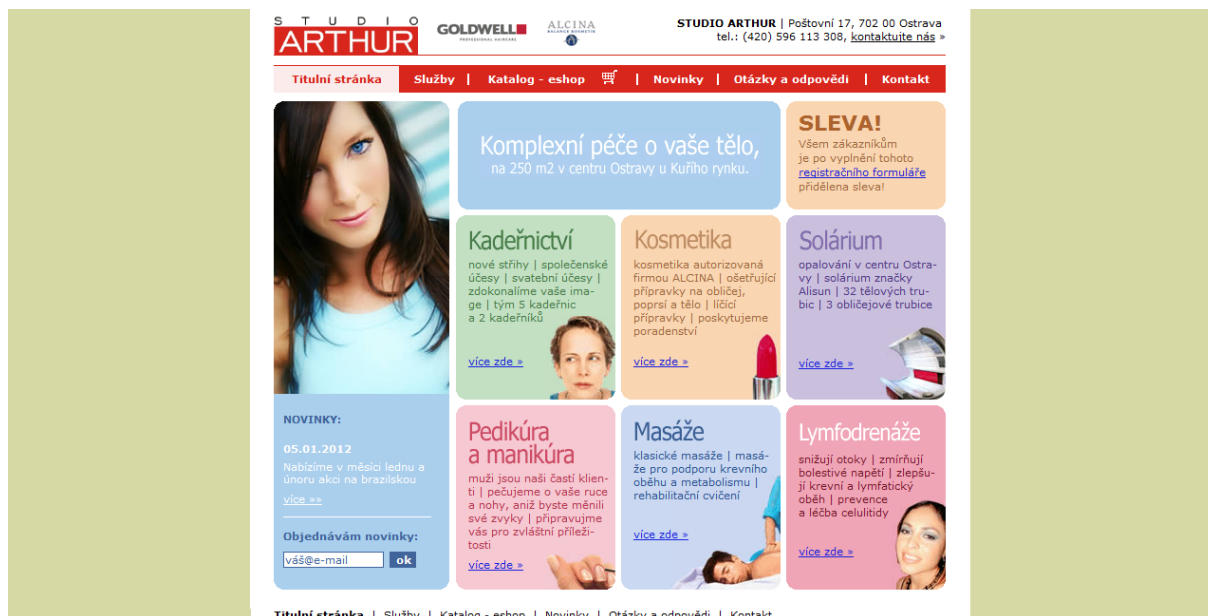 STUDIO
ARTHUR
GOLDWELL
PROFESSIONAL HAIRCARE
ALCINA
BALANCE KOSMETIK
STUDIO ARTHUR | Poštovní 17, 702 00 Ostrava
tel.: (420) 596 113 308, kontaktujte nás »
Titulní stránka Služby | Katalog - eshop | Novinky | Otázky a odpovědi | Kontakt
Komplexní péče o vaše tělo,
na 250 m2 v centru Ostravy u Kuřího rynku.
SLEVA!
Všem zákazníkům
je po vyplnění tohoto
registračního formuláře
přidělena sleva!
Kadeřnictví
nové střihy | společenské
účesy | svatební účesy |
zdokonalíme vaše ima-
ge | tým 5 kadeřnic
a 2 kadeřníků
více zde »
Kosmetika
kosmetika autorizovaná
firmou ALCINA | ošetřující
přípravky na obličej,
poprsí a tělo | líčící
přípravky | poskytujeme
poradenství
více zde »
Solárium
opalování v centru Ostra-
vy | solárium značky
Alisun | 32 tělových tru-
bic | 3 obličejové trubice
více zde »
NOVINKY:
05.01.2012
Nabízíme v měsíci lednu a
únoru akci na brazilskou
více »»
Objednávám novinky:
váš@e-mail ok
Pedikúra
a manikúra
muži jsou naši častí klien-
ti | pečujeme o vaše ruce
a nohy, aniž byste měnili
své zvyky | připravujme
vás pro zvláštní příleži-
tosti
více zde »
Masáže
klasické masáže | masá-
že pro podporu krevního
oběhu a metabolismu |
rehabilitační cvičení
více zde »
Lymfodrenáže
snižují otoky | zmírňují
bolestivé napětí | zlepšu-
jí krevní a lymfatický
oběh | prevence
a léčba celulitidy
více zde »
Titulní stránka | Služby | Katalog - eshop | Novinky | Otázky a odpovědi | Kontakt